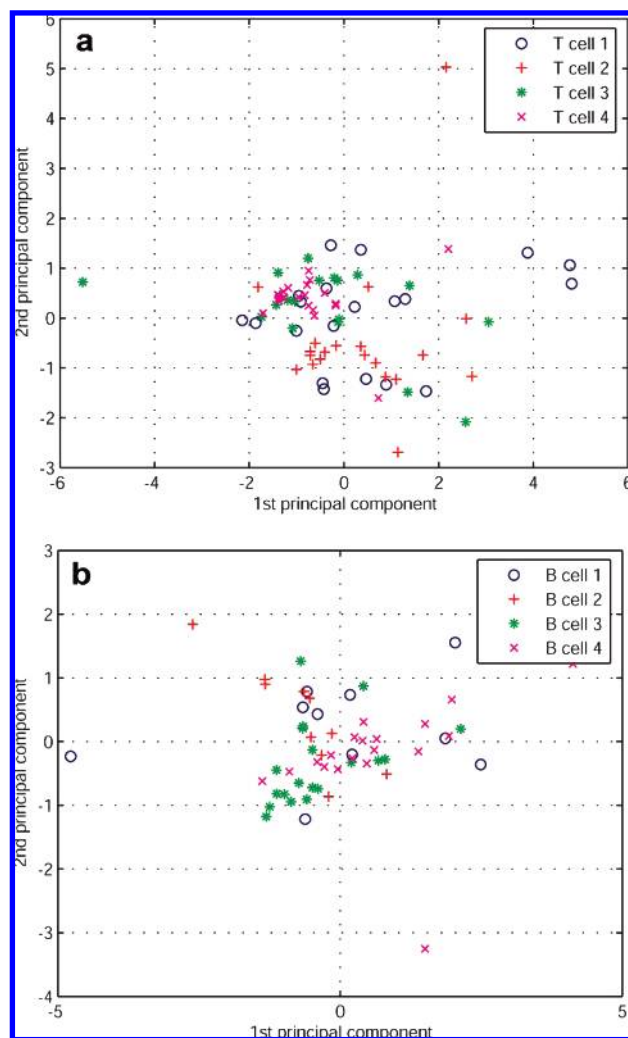 a
T cell 1
T cell 2
T cell 3
T cell 4
6
5
4
3
2
1
0
-1
-2
-3
2nd principal component
-6 -4 -2 0 2 4 6
1st principal component
b
B cell 1
B cell 2
B cell 3
B cell 4
3
2
1
0
-1
-2
-3
-4
2nd principal component
-5 0 5
1st principal component